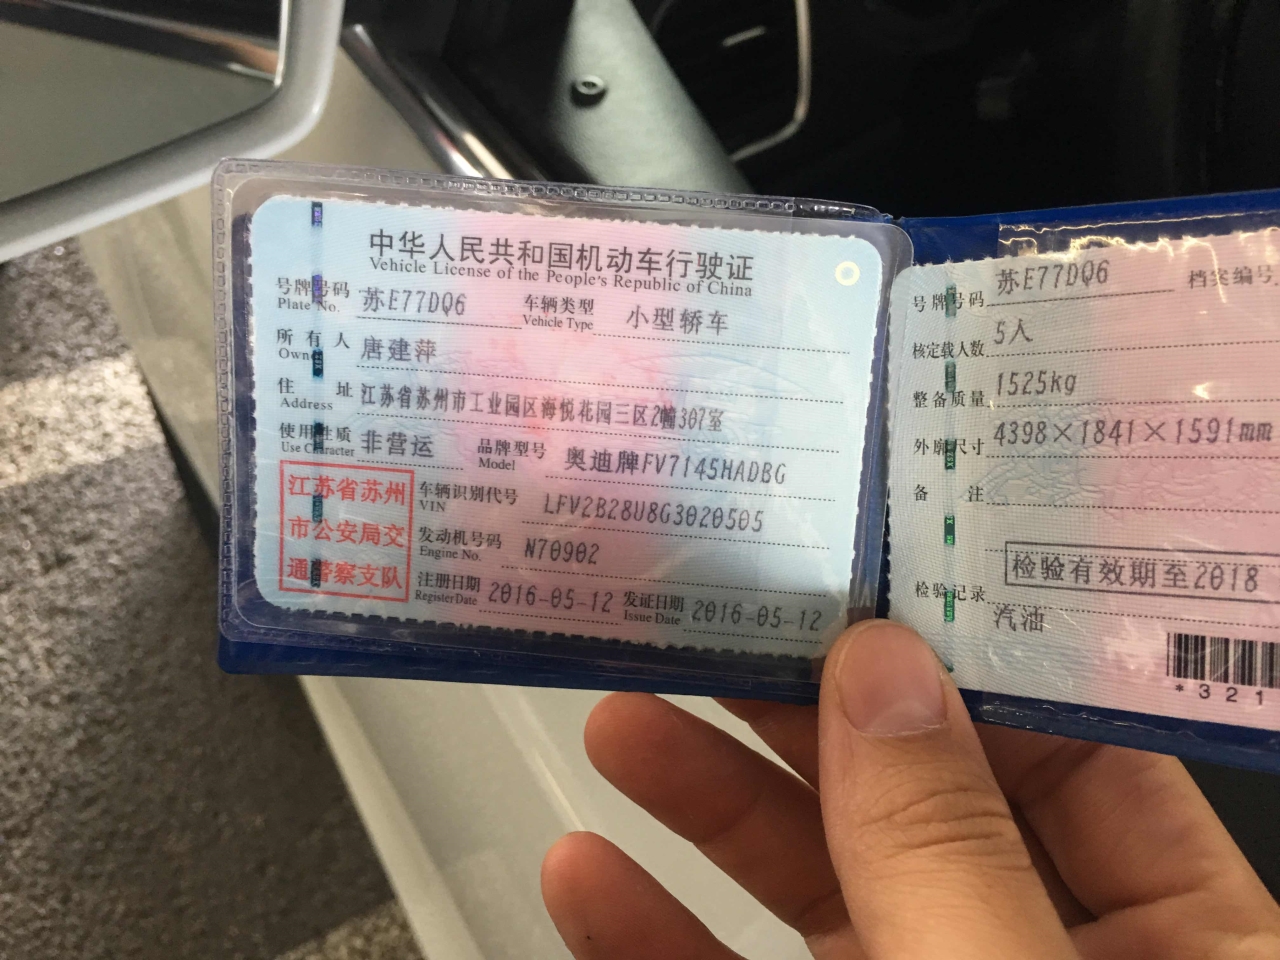 中华人民共和国机动车行驶证
Vehicle License of the People's Republic of China
号牌号码 苏E77DQ6 车辆类型 小型轿车
Plate No. Vehicle Type
所有人 唐建萍
Owner
住址 江苏省苏州市工业园区海悦花园三区2幢307室
Address
使用性质 非营运 品牌型号 奥迪牌FV7145HADBG
Use Character Model
江苏省苏州
市公安局交
通警察支队
车辆识别代号 LFV2B28U8G3020505
VIN
发动机号码 N70902
Engine No.
注册日期 2016-05-12 发证日期 2016-05-12
Register Date Issue Date
号牌号码 苏E77DQ6 档案编号
核定载人数 5人
整备质量 1525kg
外廓尺寸 4398×1841×1591mm
备注
检验有效期至2018
检验记录
汽油
*321